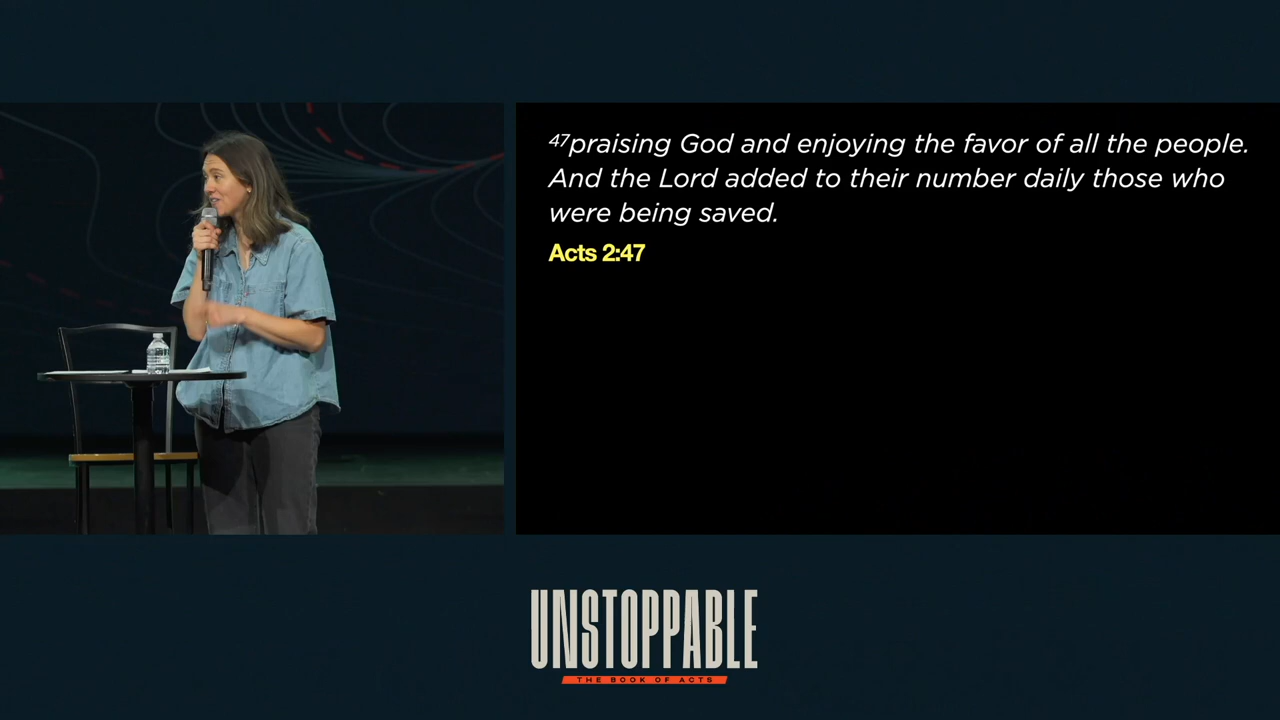 47praising God and enjoying the favor of all the people.
And the Lord added to their number daily those who
were being saved.
Acts 2:47
UNSTOPPABLE
THE BOOK OF ACTS